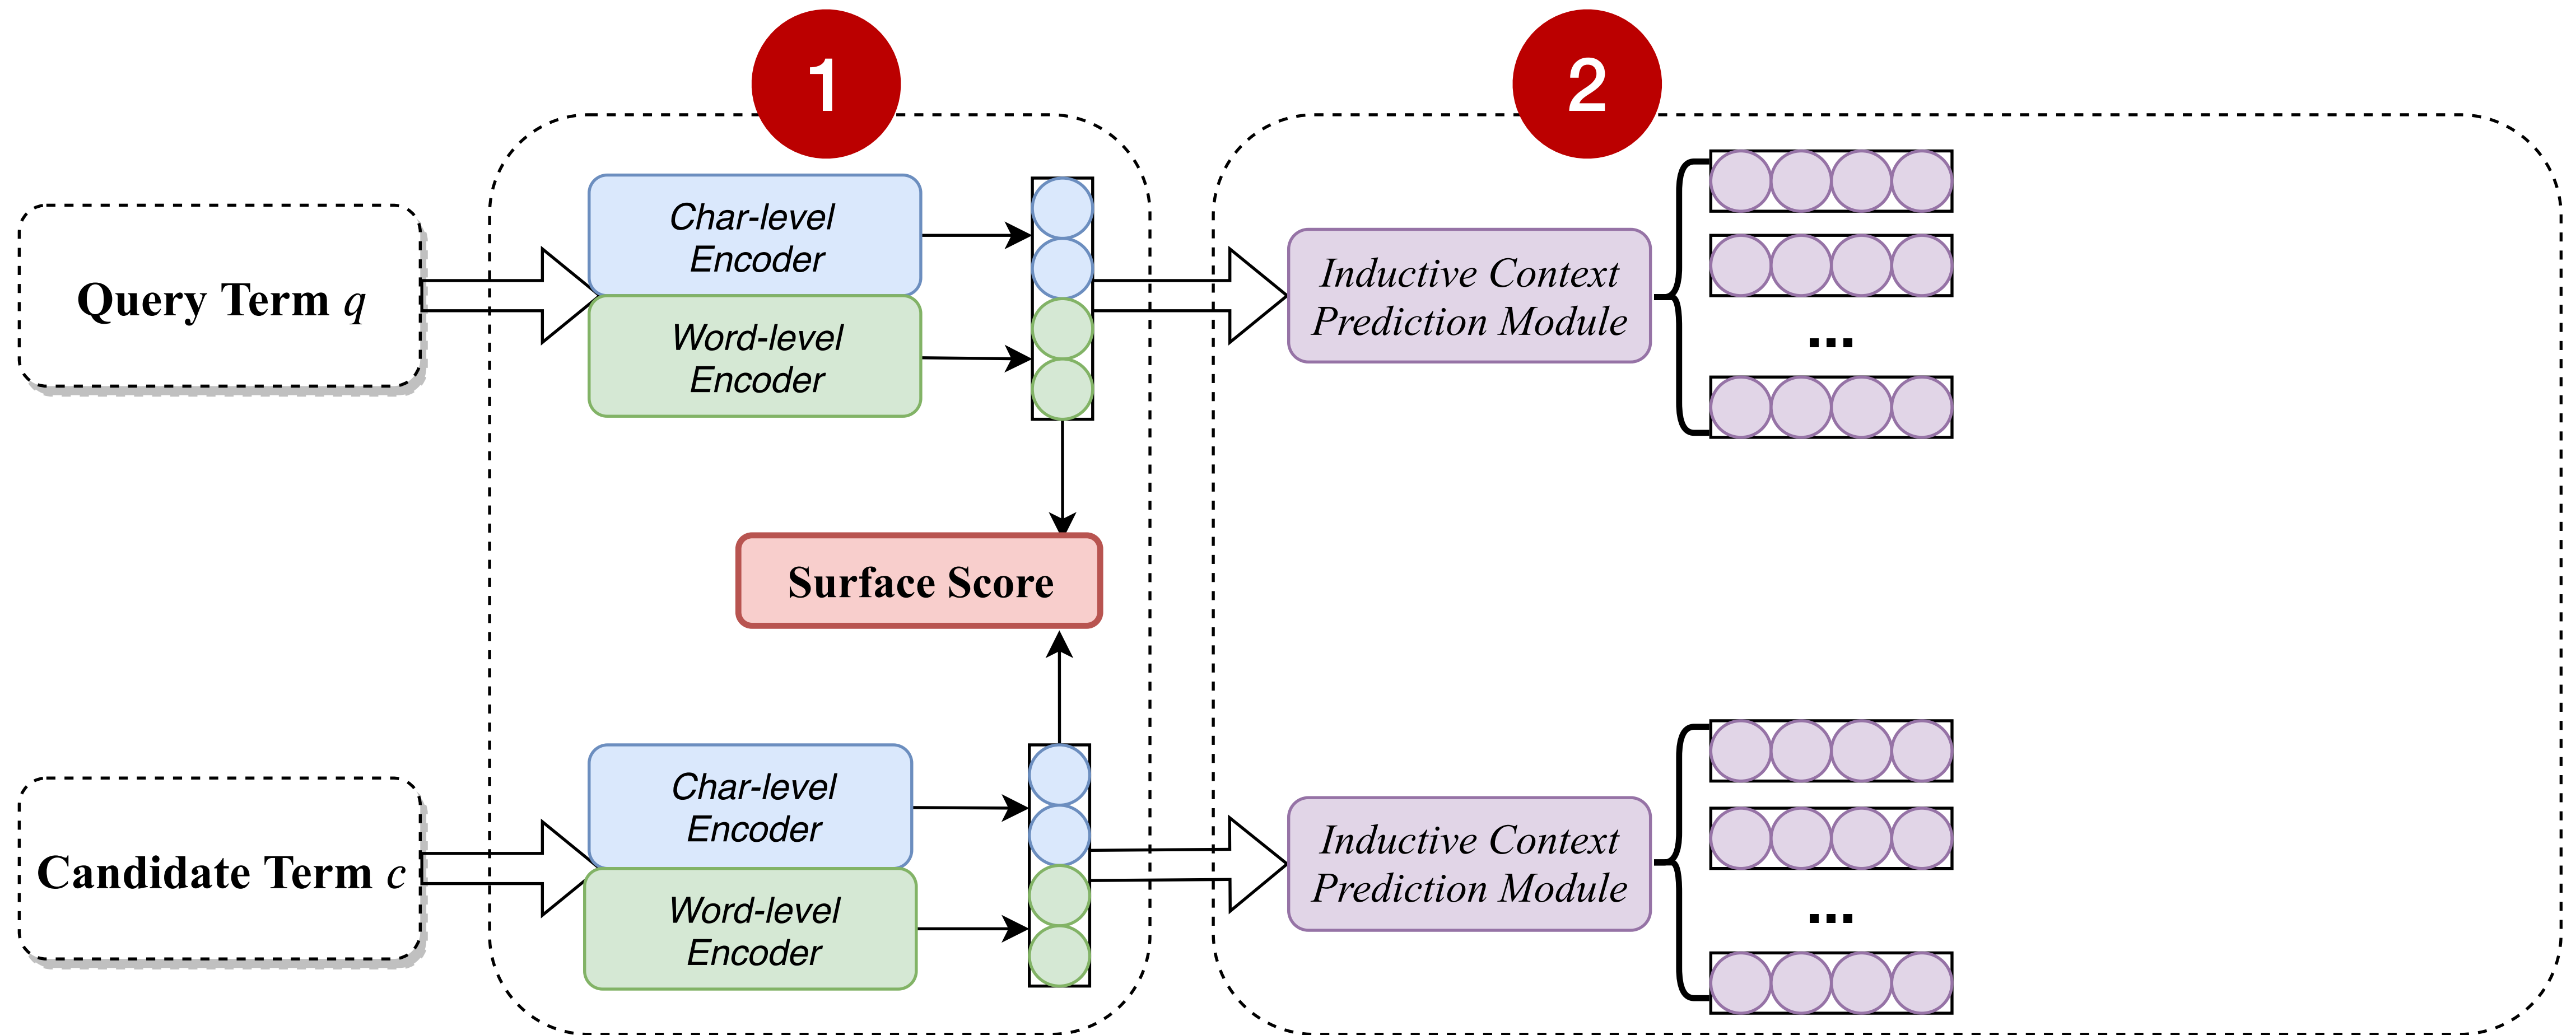 1
2
Char-level
Encoder
Query Term q
Word-level
Encoder
Inductive Context
Prediction Module
...
Surface Score
Char-level
Encoder
Candidate Term c
Word-level
Encoder
Inductive Context
Prediction Module
...